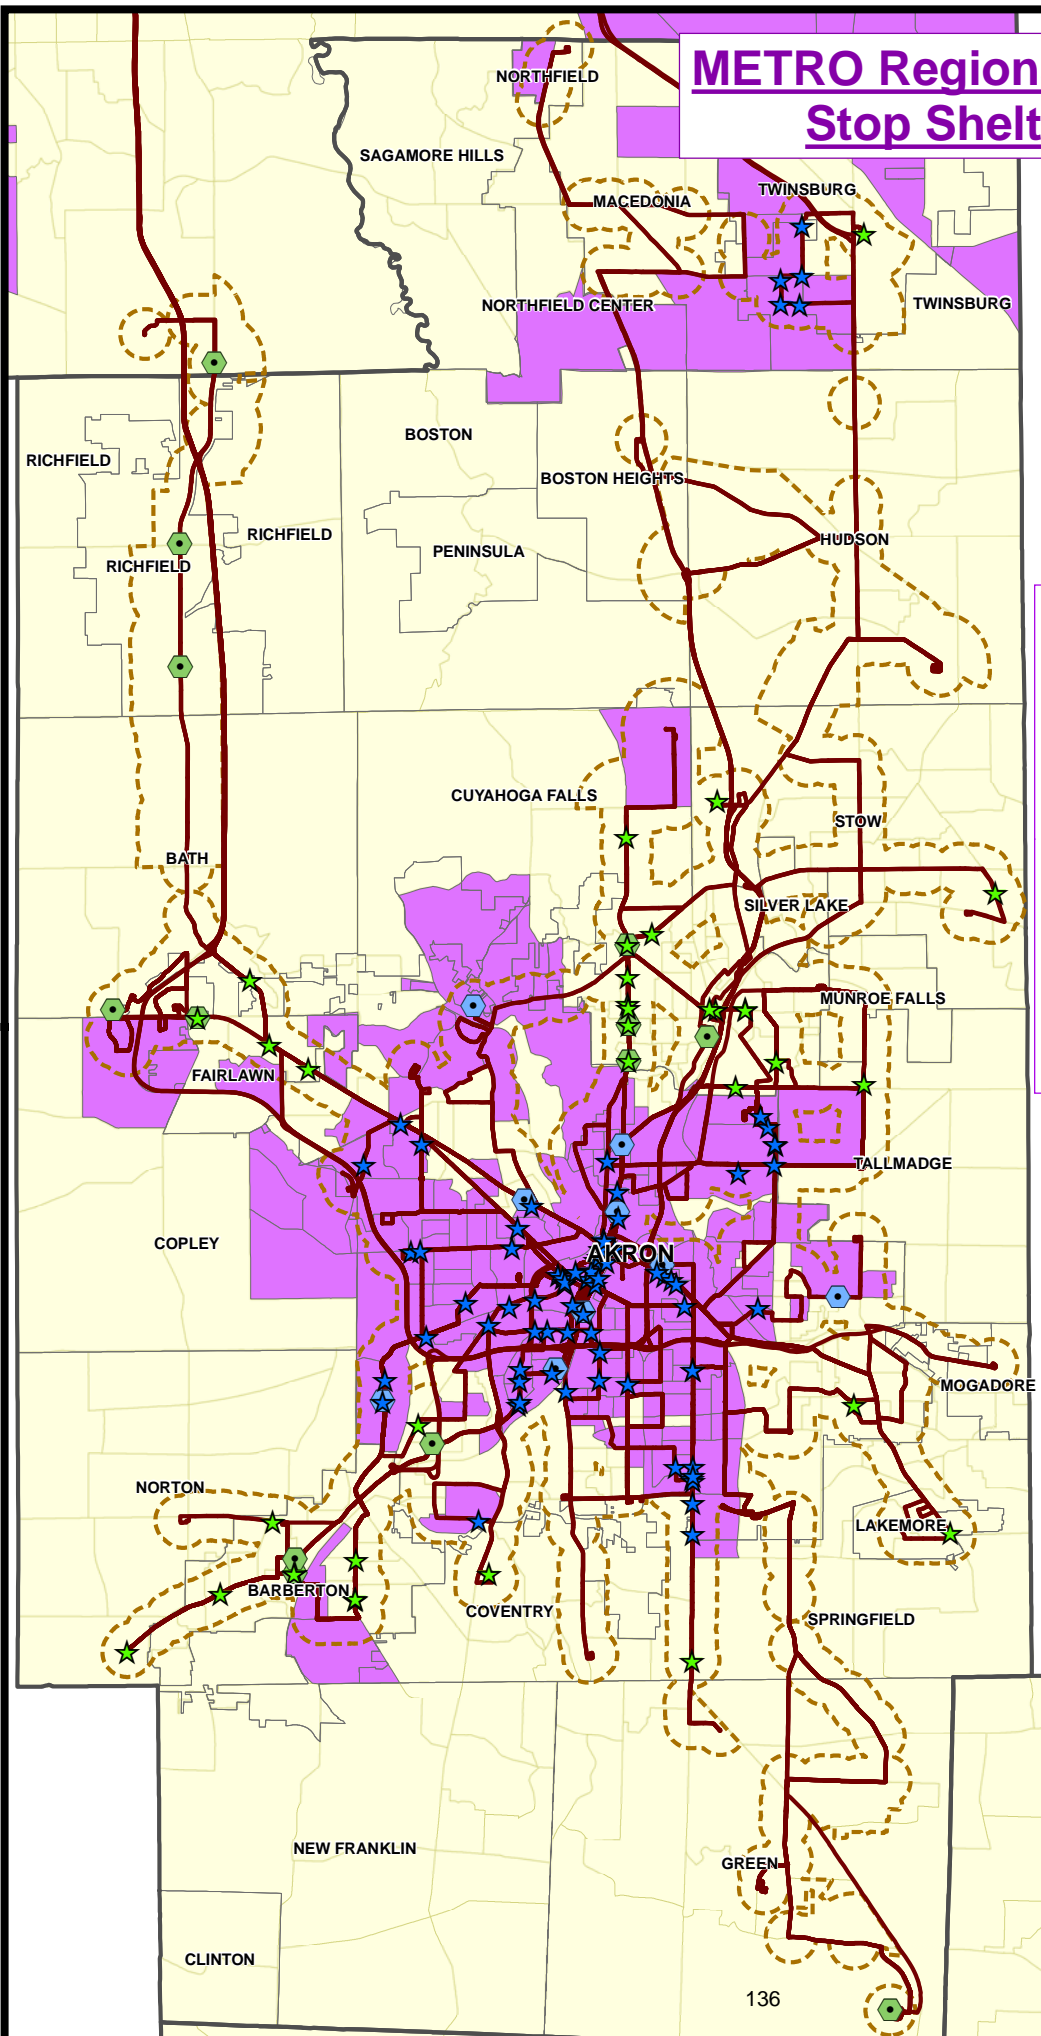 METRO Region
Stop Shelt
NORTHFIELD
SAGAMORE HILLS
TWINSBURG
MACEDONIA
NORTHFIELD CENTER
TWINSBURG
BOSTON
RICHFIELD
BOSTON HEIGHTS
RICHFIELD
HUDSON
PENINSULA
RICHFIELD
CUYAHOGA FALLS
STOW
BATH
SILVER LAKE
MUNROE FALLS
FAIRLAWN
TALLMADGE
COPLEY
AKRON
MOGADORE
NORTON
LAKEMORE
BARBERTON
COVENTRY
SPRINGFIELD
NEW FRANKLIN
GREEN
CLINTON
136